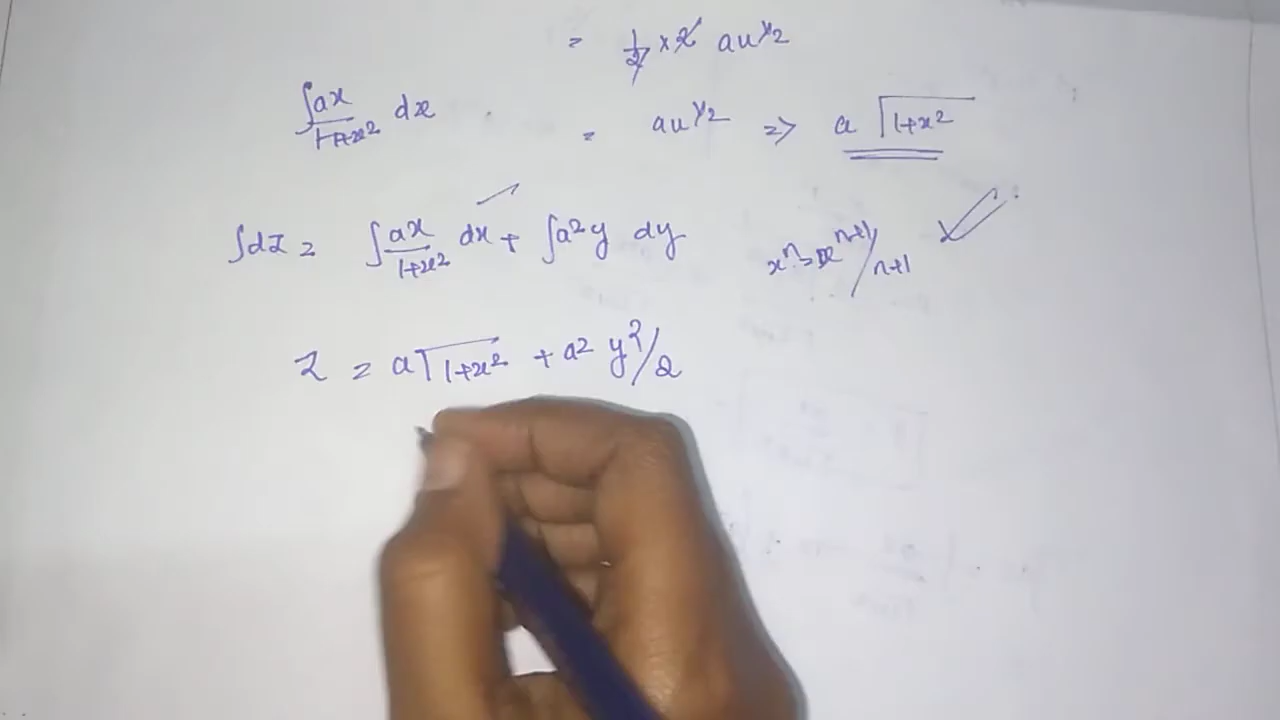 = 1/2 × 2 au^1/2
∫ax/1+x² dx
= au^1/2 => a √1+x²
∫dz = ∫ax/1+x² dx + ∫a²y dy
xⁿ => x^n+1/n+1
z = a√1+x² + a² y²/2